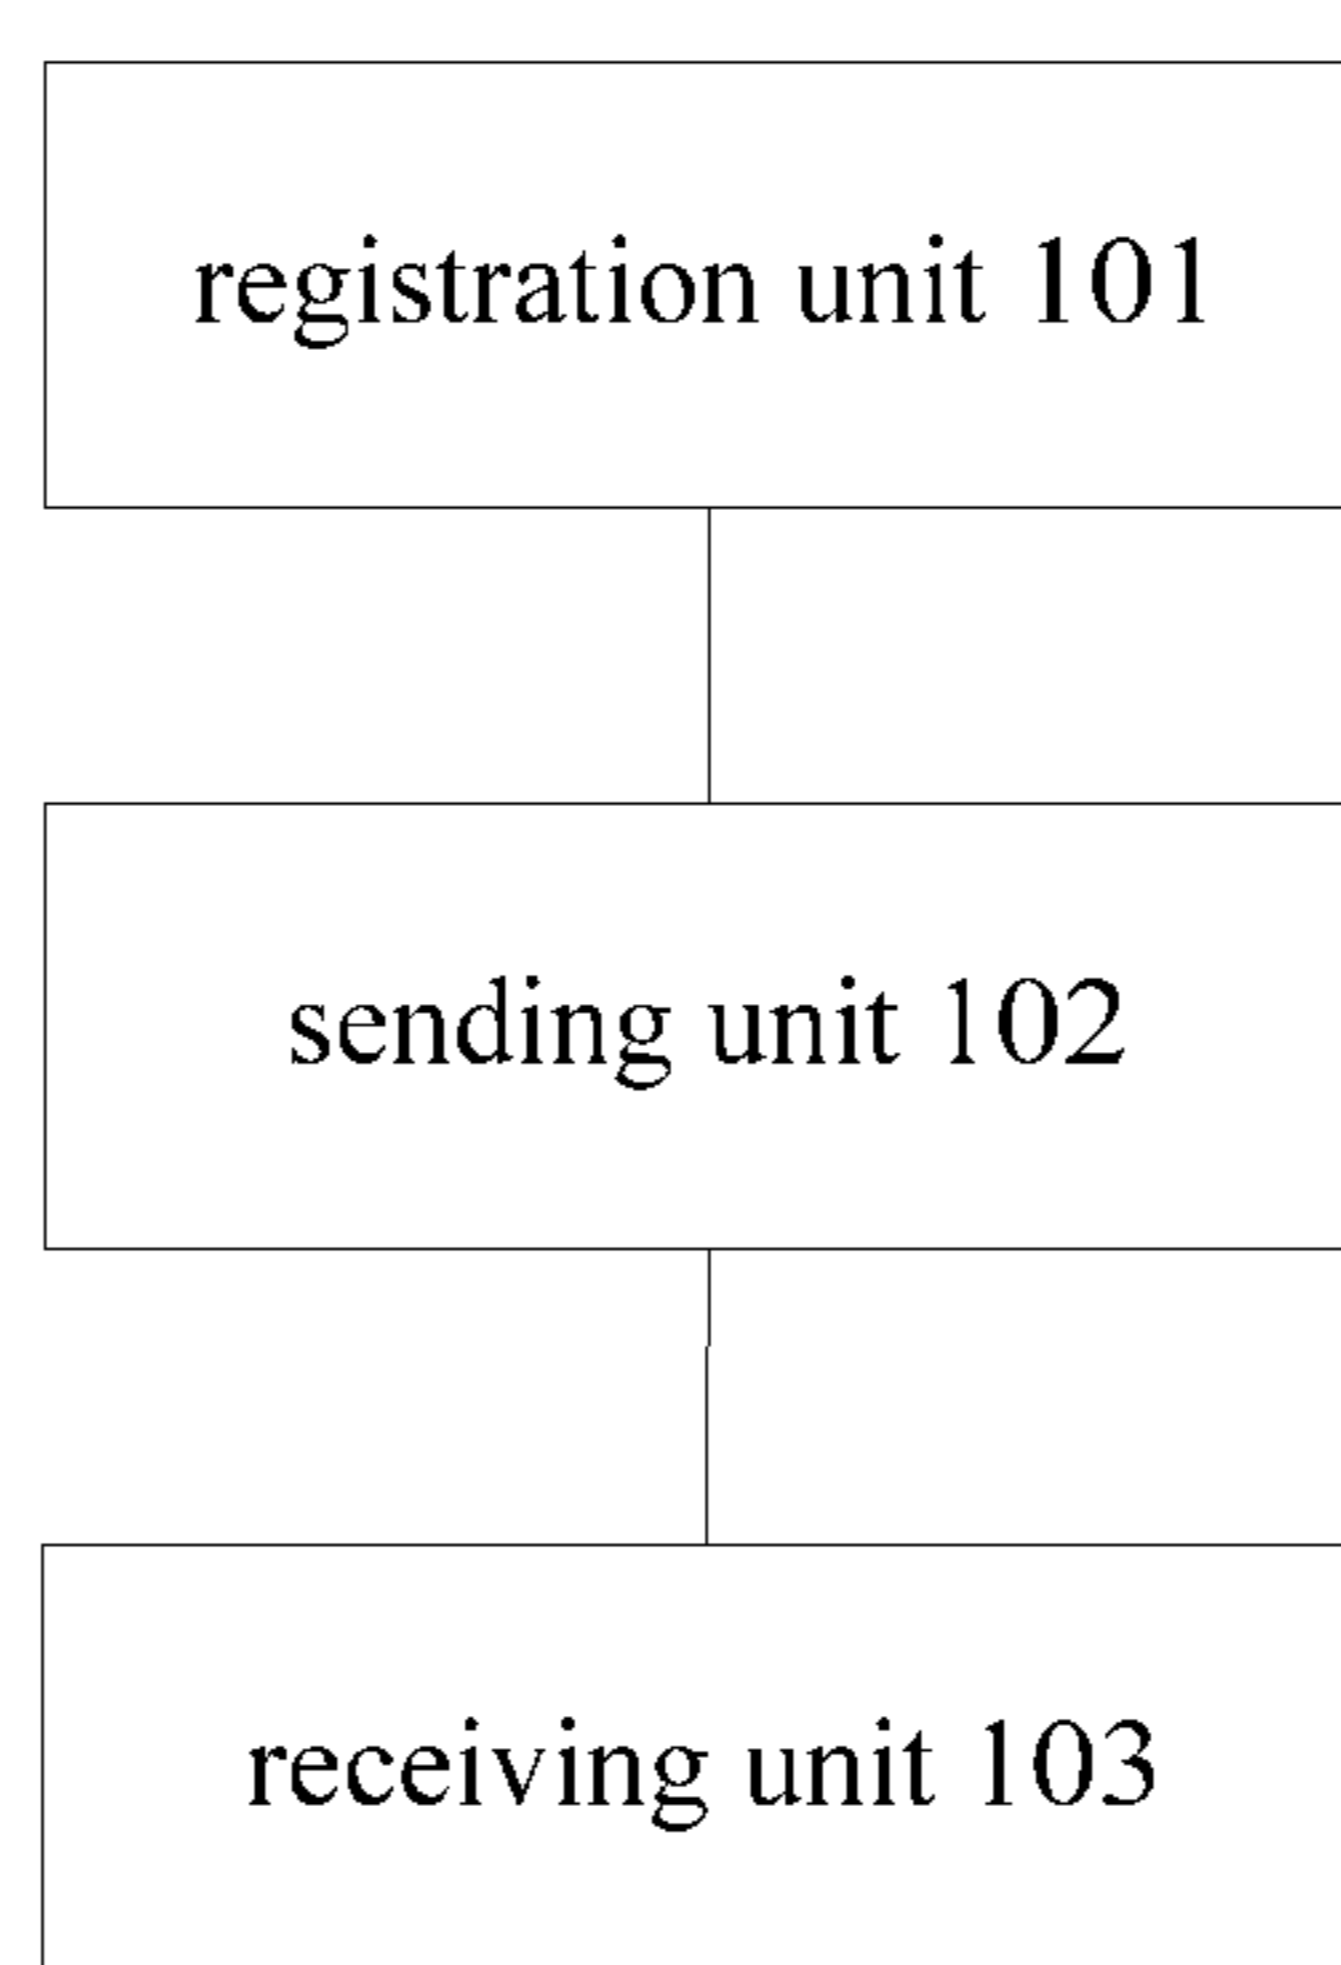 registration unit 101
sending unit 102
receiving unit 103